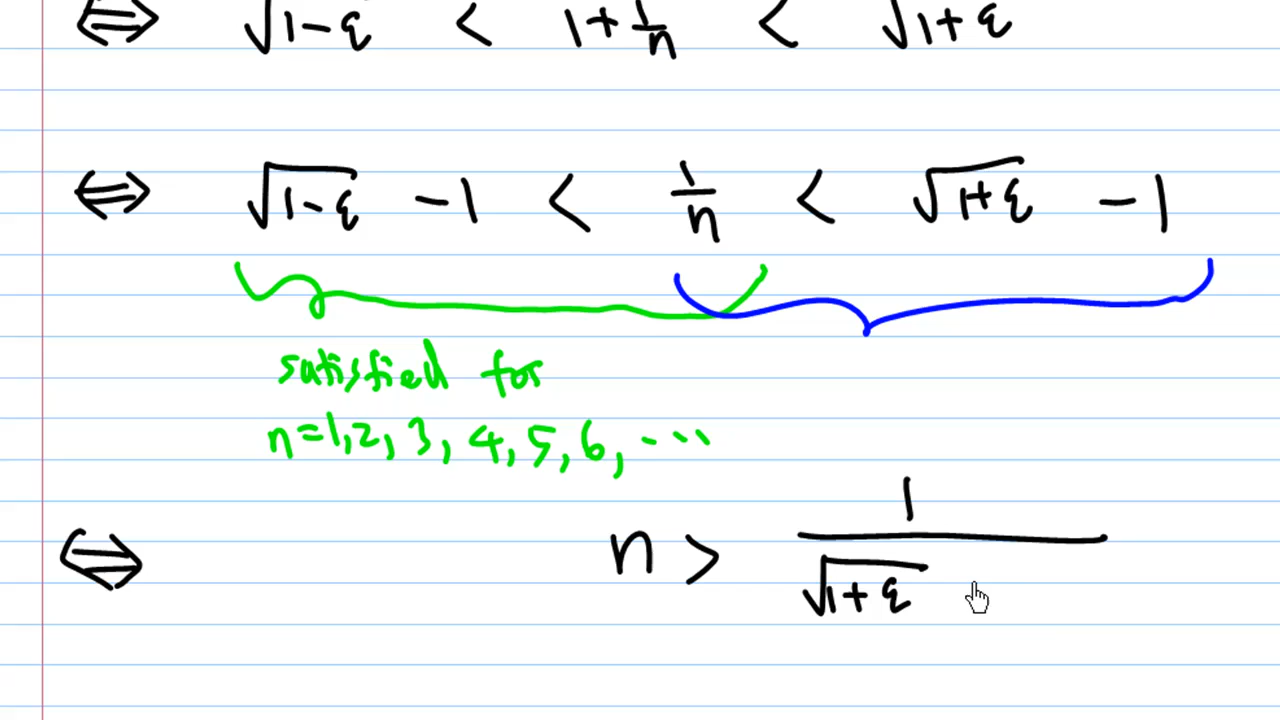 ⇔ √1-ε < 1+1/n < √1+ε
⇔ √(1-ε) -1 < 1/n < √(1+ε) -1
satisfied for
n=1,2,3,4,5,6,...
⇔ n > 1/√(1+ε)